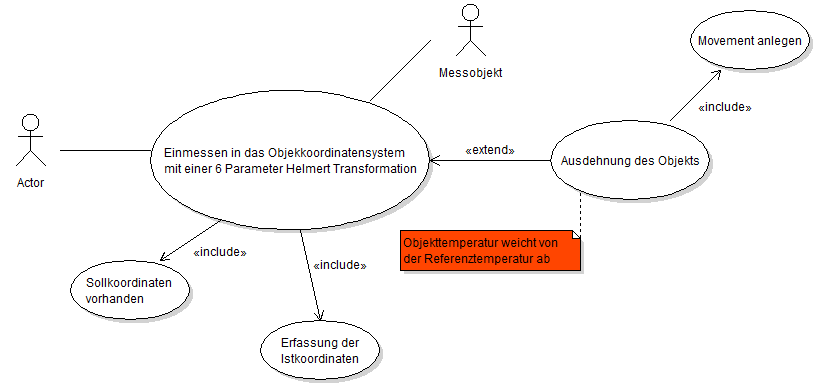 Messobjekt
Movement anlegen
«include»
Actor
Einmessen in das Objekkoordinatensystem
mit einer 6 Parameter Helmert Transformation
«extend»
Ausdehnung des Objekts
Objekttemperatur weicht von
der Referenztemperatur ab
«include»
«include»
Sollkoordinaten
vorhanden
Erfassung der
Istkoordinaten